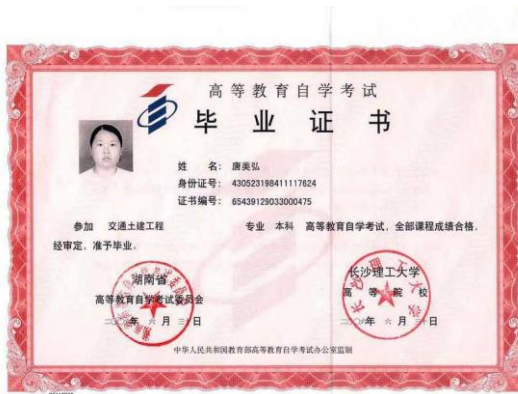 高等教育自学考试
毕业证书
姓 名：唐美弘
身份证号：430523198411117624
证书编号：65439129033000475
参加 交通土建工程 专业 本科 高等教育自学考试，全部课程成绩合格，
经审定，准予毕业。
湖南省 长沙理工大学
高等教育自学考试委员会 高等院校
年 六 月 三十日 年 六 月 三十日
中华人民共和国教育部高等教育自学考试办公室监制